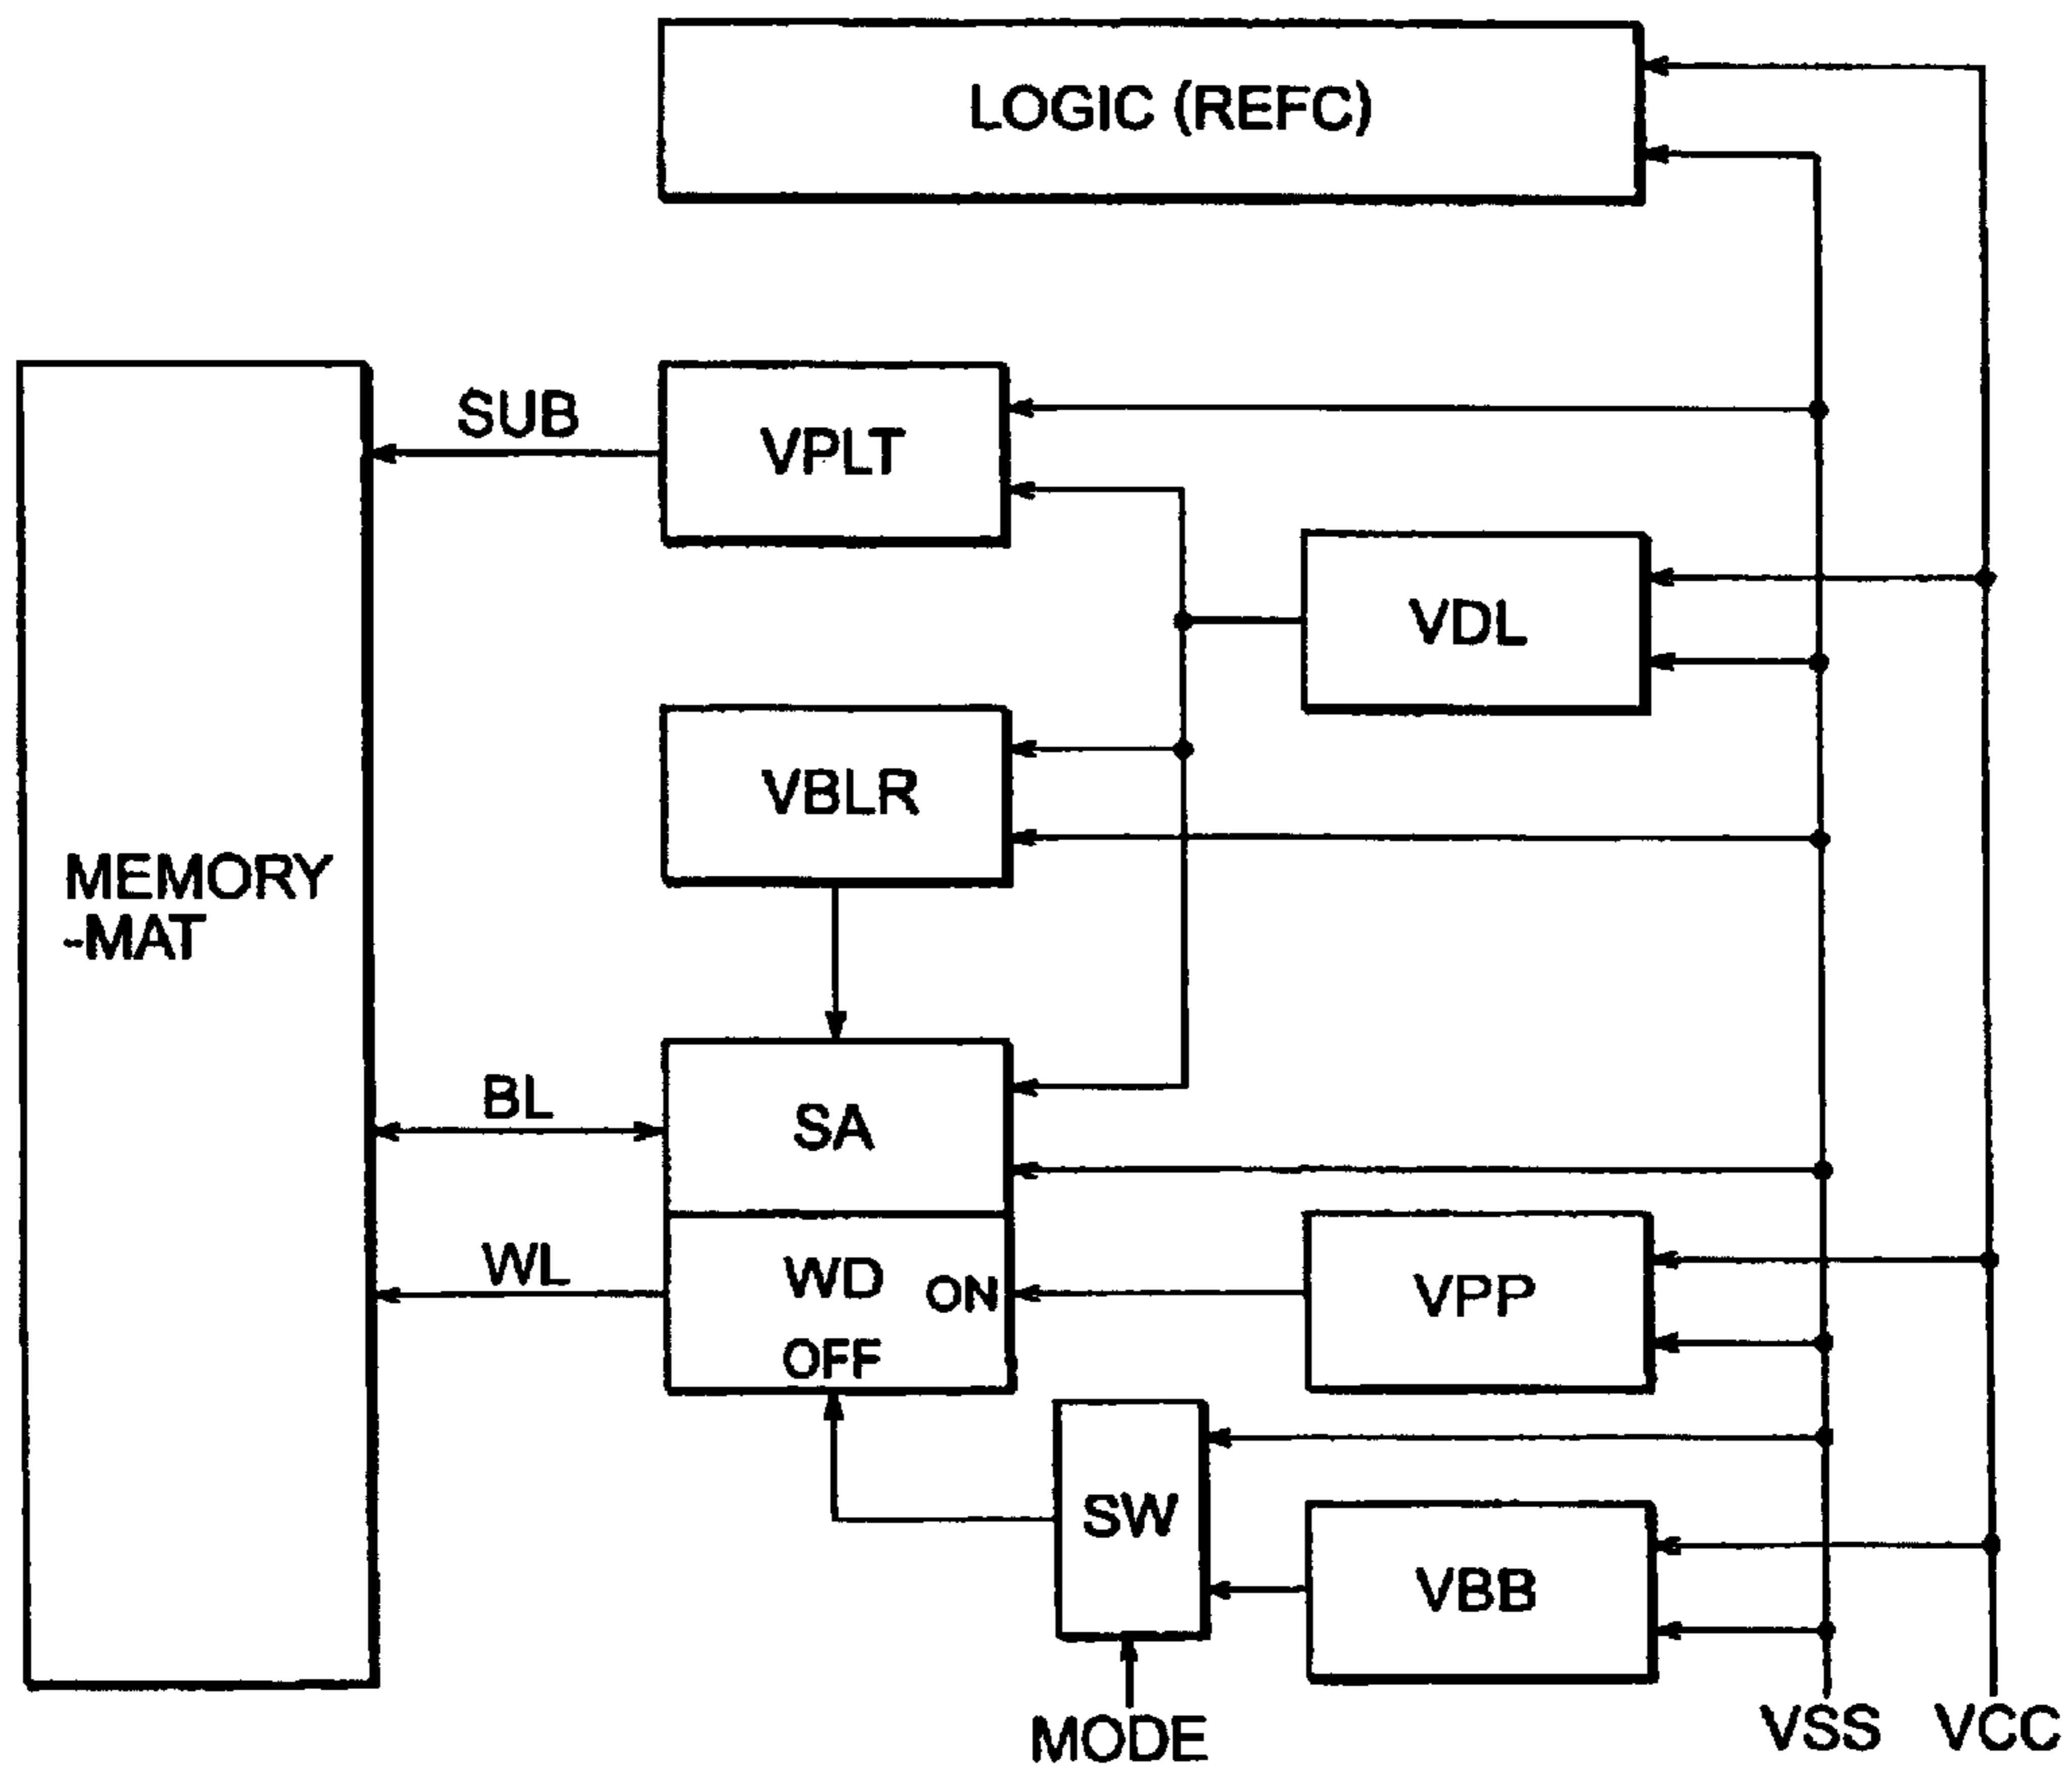 LOGIC (REFC)
SUB
VPLT
VDL
VBLR
MEMORY
-MAT
BL
SA
WL
WD
ON
OFF
VPP
SW
VBB
MODE
VSS
VCC